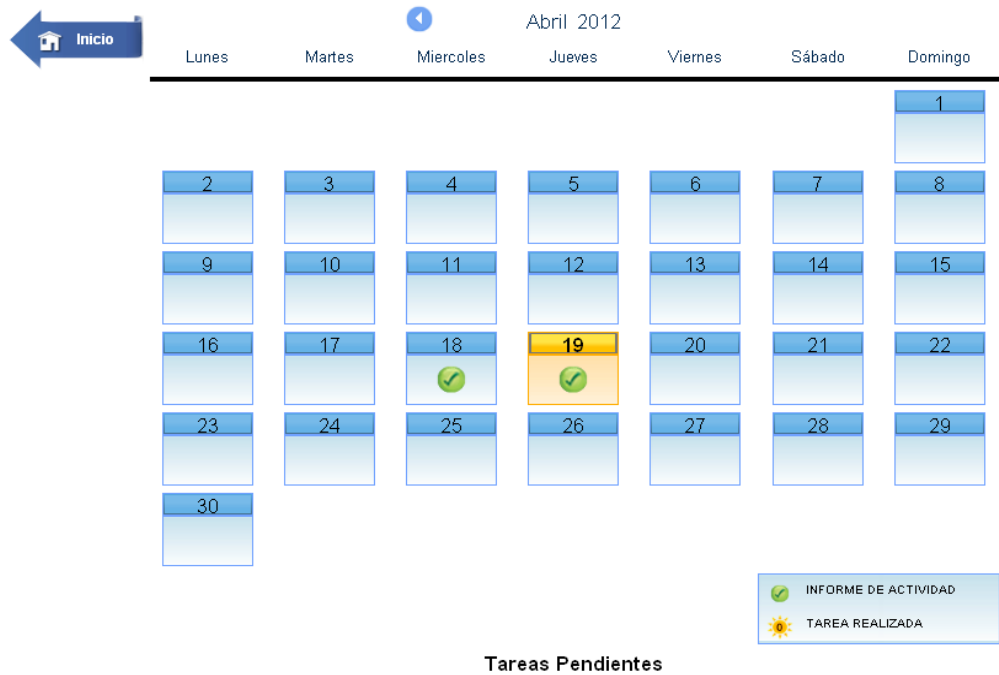 Inicio
Abril 2012
Lunes Martes Miercoles Jueves Viernes Sábado Domingo
1
2 3 4 5 6 7 8
9 10 11 12 13 14 15
16 17 18 19 20 21 22
23 24 25 26 27 28 29
30
INFORME DE ACTIVIDAD
0 TAREA REALIZADA
Tareas Pendientes